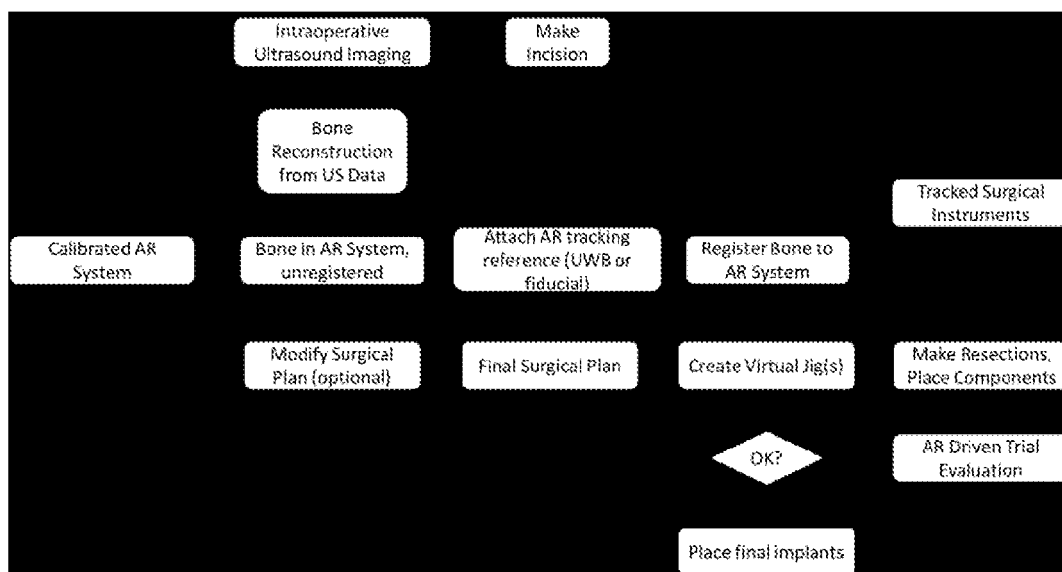 Intraoperative
Ultrasound Imaging
Make
Incision
Bone
Reconstruction
from US Data
Tracked Surgical
Instruments
Calibrated AR
System
Bone in AR System,
unregistered
Attach AR tracking
reference (UWB or
fiducial)
Register Bone to
AR System
Modify Surgical
Plan (optional)
Final Surgical Plan
Create Virtual Jig(s)
Make Resections,
Place Components
OK?
AR Driven Trial
Evaluation
Place final implants